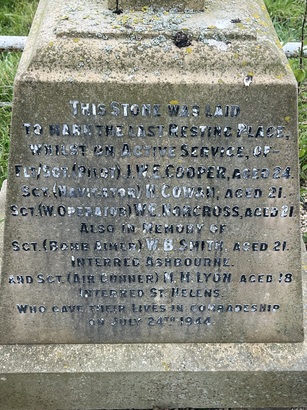 THIS STONE WAS LAID
TO MARK THE LAST RESTING PLACE,
WHILST ON ACTIVE SERVICE, OF
FLT/SGT. (PILOT) J.W.F. COOPER, AGED 24.
SGT. (NAVIGATOR) H. COWAN, AGED 21.
SGT. (W. OPERATOR) W.E. NORCROSS, AGED 21
ALSO IN MEMORY OF
SGT. (BOMB AIMER) W.B. SMITH, AGED 21.
INTERRED ASHBOURNE.
AND SGT. (AIR GUNNER) H. M. LYON, AGED 18
INTERRED ST. HELENS.
WHO GAVE THEIR LIVES IN COMRADESHIP
ON JULY 24TH 1944.